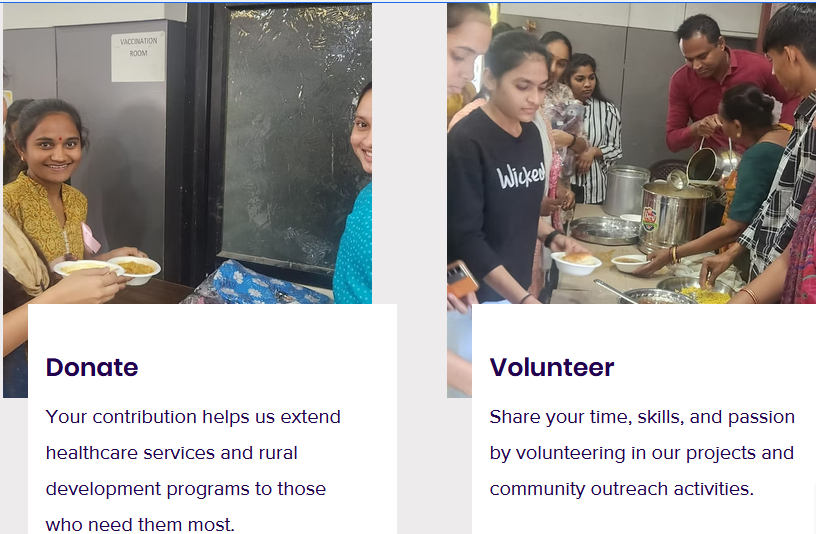 VACCINATION
ROOM
Wicked
Donate
Your contribution helps us extend
healthcare services and rural
development programs to those
who need them most.
Volunteer
Share your time, skills, and passion
by volunteering in our projects and
community outreach activities.